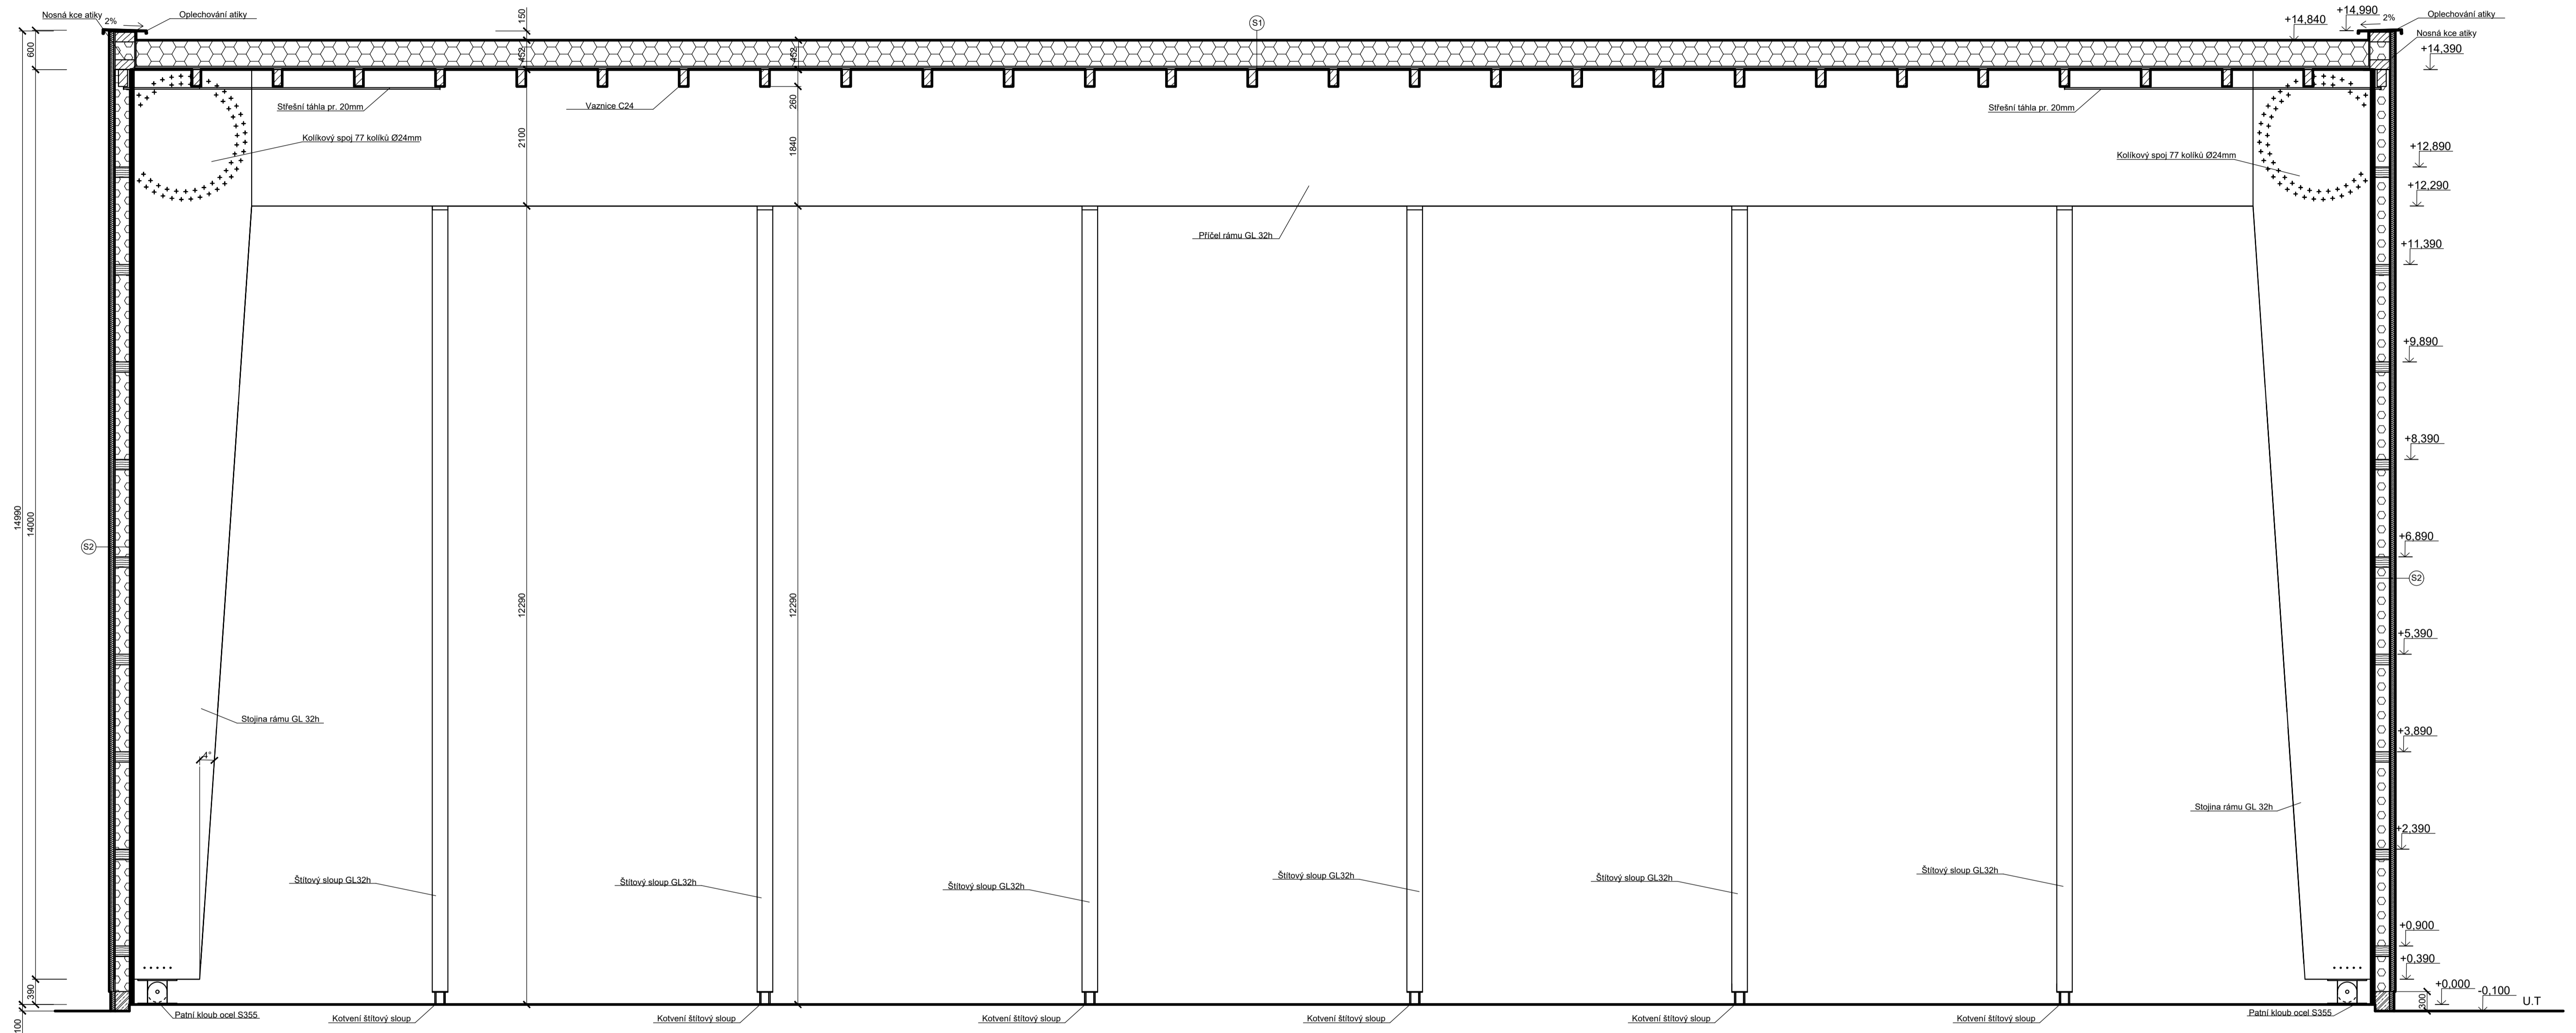 Nosná kce atiky
2%
Oplechování atiky
150
S1
+14,840
+14,990
2%
Oplechování atiky
Nosná kce atiky
+14,390
600
452
452
Střešní táhla pr. 20mm
Vaznice C24
260
Střešní táhla pr. 20mm
Kolíkový spoj 77 kolíků Ø24mm
2100
1840
Kolíkový spoj 77 kolíků Ø24mm
+12,890
+12,290
Příčel rámu GL 32h
+11,390
+9,890
+8,390
14990
14000
S2
+6,890
S2
12290
12290
+5,390
Stojina rámu GL 32h
+3,890
4°
Stojina rámu GL 32h
+2,390
Štítový sloup GL32h
Štítový sloup GL32h
Štítový sloup GL32h
Štítový sloup GL32h
Štítový sloup GL32h
Štítový sloup GL32h
+0,900
+0,390
390
+0,000
-0,100
U.T
300
100
Patní kloub ocel S355
Kotvení štítový sloup
Kotvení štítový sloup
Kotvení štítový sloup
Kotvení štítový sloup
Kotvení štítový sloup
Kotvení štítový sloup
Patní kloub ocel S355